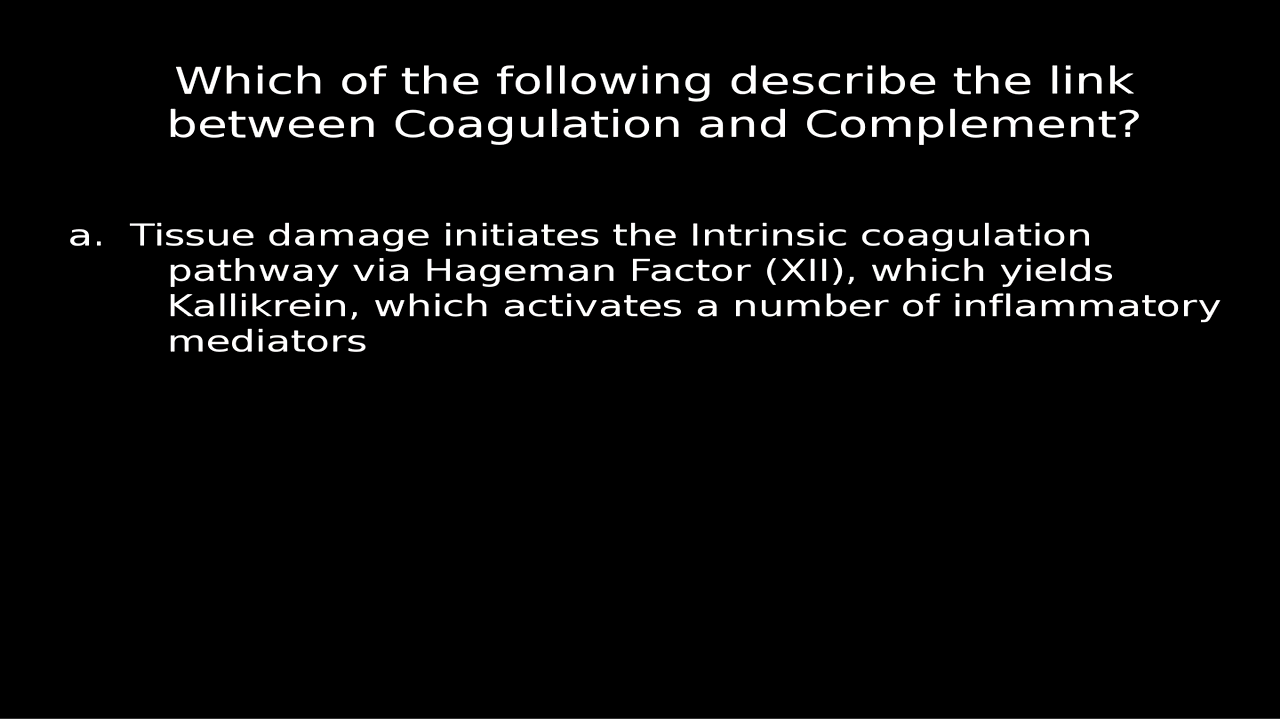 Which of the following describe the link
between Coagulation and Complement?
a. Tissue damage initiates the Intrinsic coagulation
pathway via Hageman Factor (XII), which yields
Kallikrein, which activates a number of inflammatory
mediators